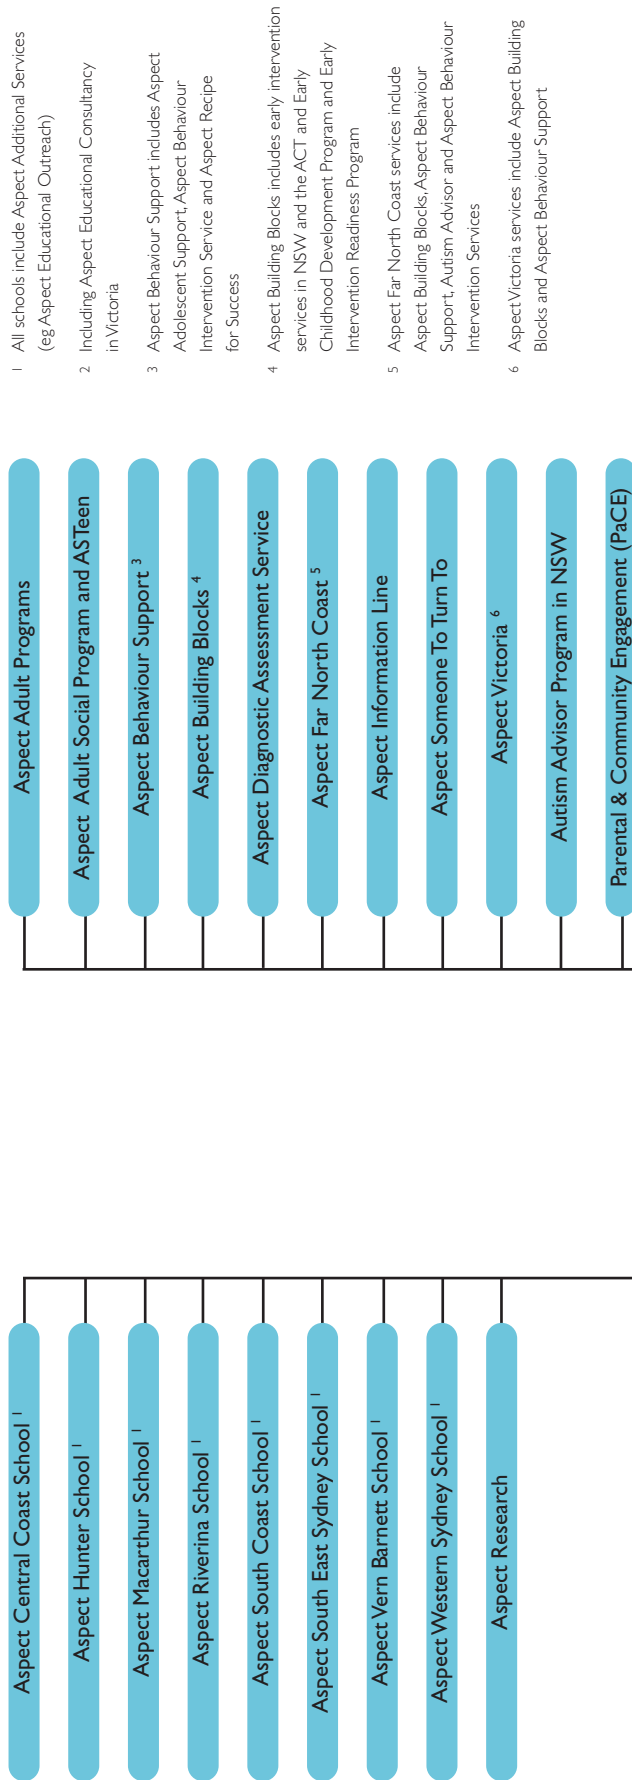 Aspect Central Coast School 1
Aspect Hunter School 1
Aspect Macarthur School 1
Aspect Riverina School 1
Aspect South Coast School 1
Aspect South East Sydney School 1
Aspect Vern Barnett School 1
Aspect Western Sydney School 1
Aspect Research
Aspect Adult Programs
Aspect Adult Social Program and ASTeen
Aspect Behaviour Support 3
Aspect Building Blocks 4
Aspect Diagnostic Assessment Service
Aspect Far North Coast 5
Aspect Information Line
Aspect Someone To Turn To
Aspect Victoria 6
Autism Advisor Program in NSW
Parental & Community Engagement (PaCE)
1 All schools include Aspect Additional Services
(eg Aspect Educational Outreach)
2 Including Aspect Educational Consultancy
in Victoria
3 Aspect Behaviour Support includes Aspect
Adolescent Support, Aspect Behaviour
Intervention Service and Aspect Recipe
for Success
4 Aspect Building Blocks includes early intervention
services in NSW and the ACT and Early
Childhood Development Program and Early
Intervention Readiness Program
5 Aspect Far North Coast services include
Aspect Building Blocks, Aspect Behaviour
Support, Autism Advisor and Aspect Behaviour
Intervention Services
6 Aspect Victoria services include Aspect Building
Blocks and Aspect Behaviour Support